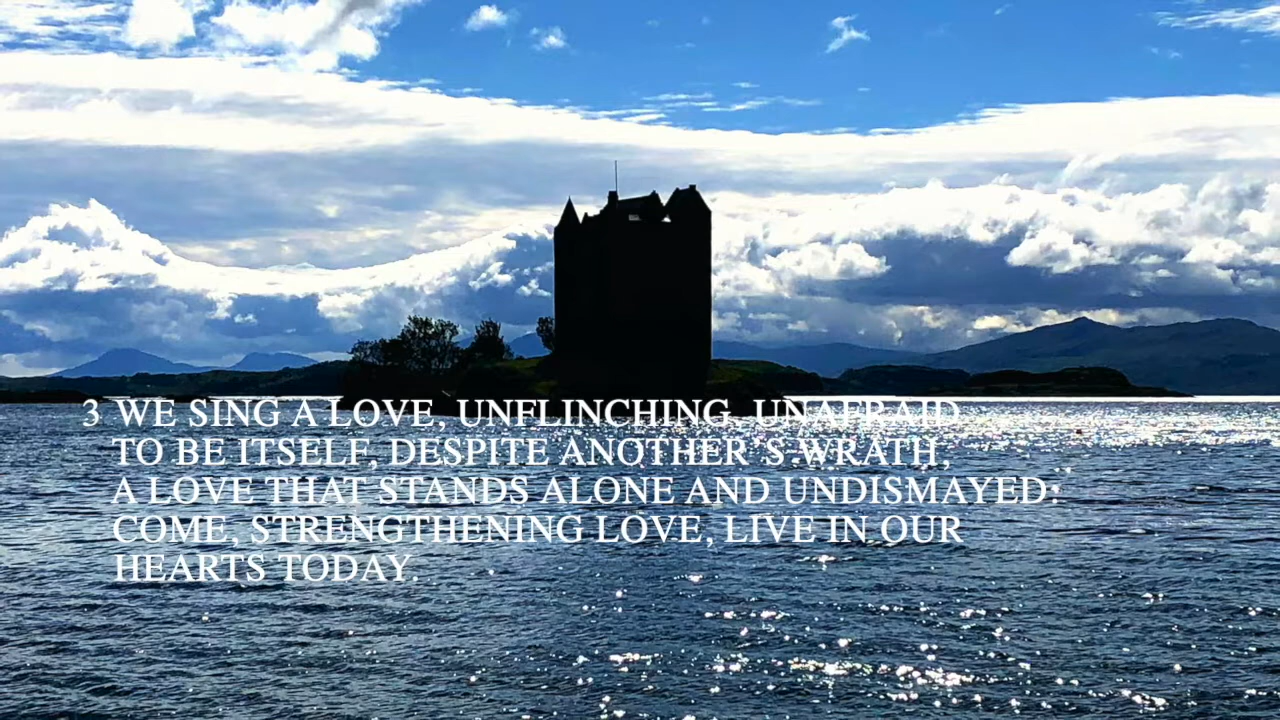 3 WE SING A LOVE, UNFLINCHING, UNAFRAID
TO BE ITSELF, DESPITE ANOTHER'S WRATH,
A LOVE THAT STANDS ALONE AND UNDISMAYED:
COME, STRENGTHENING LOVE, LIVE IN OUR
HEARTS TODAY.